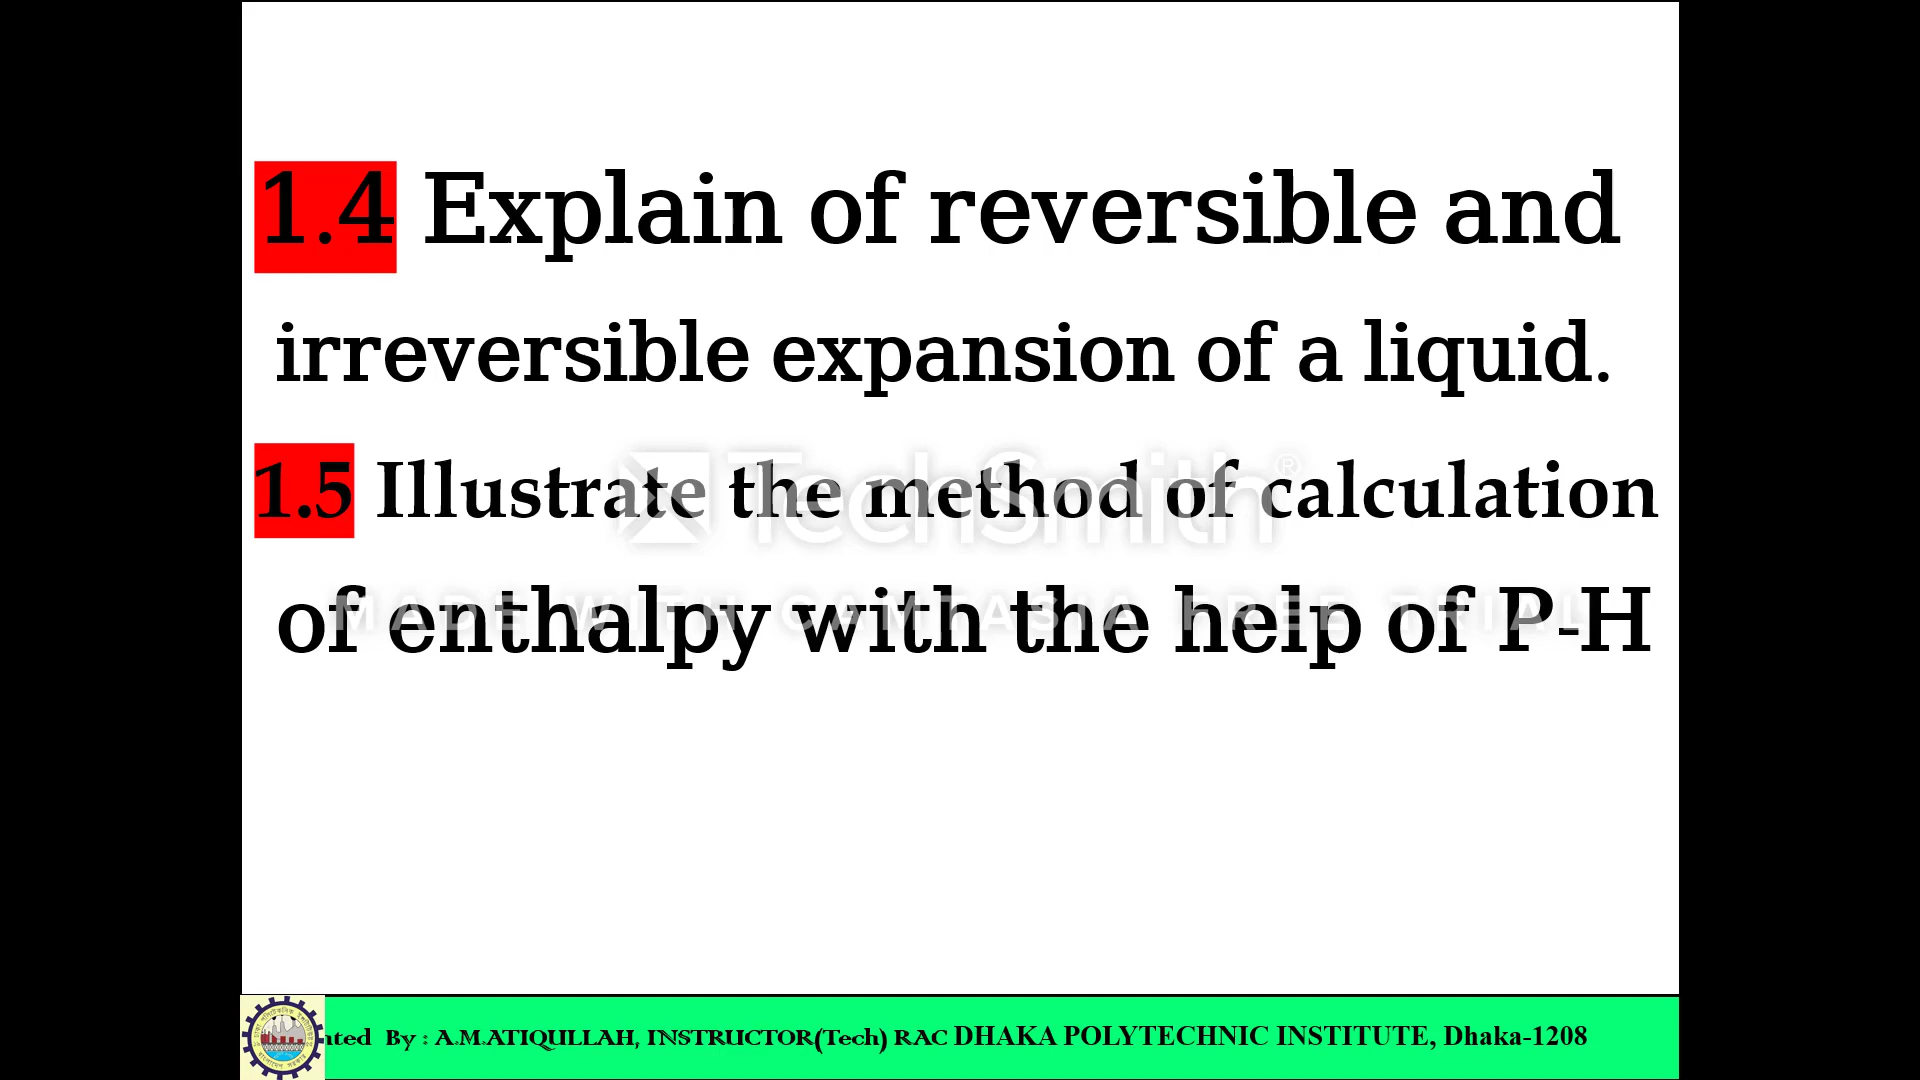 1.4 Explain of reversible and
irreversible expansion of a liquid.
1.5 Illustrate the method of calculation
of enthalpy with the help of P-H
TechSmith®
MADE WITH CAMTASIA FREE TRIAL
By : A.M.ATIQULLAH, INSTRUCTOR(Tech) RAC DHAKA POLYTECHNIC INSTITUTE, Dhaka-1208